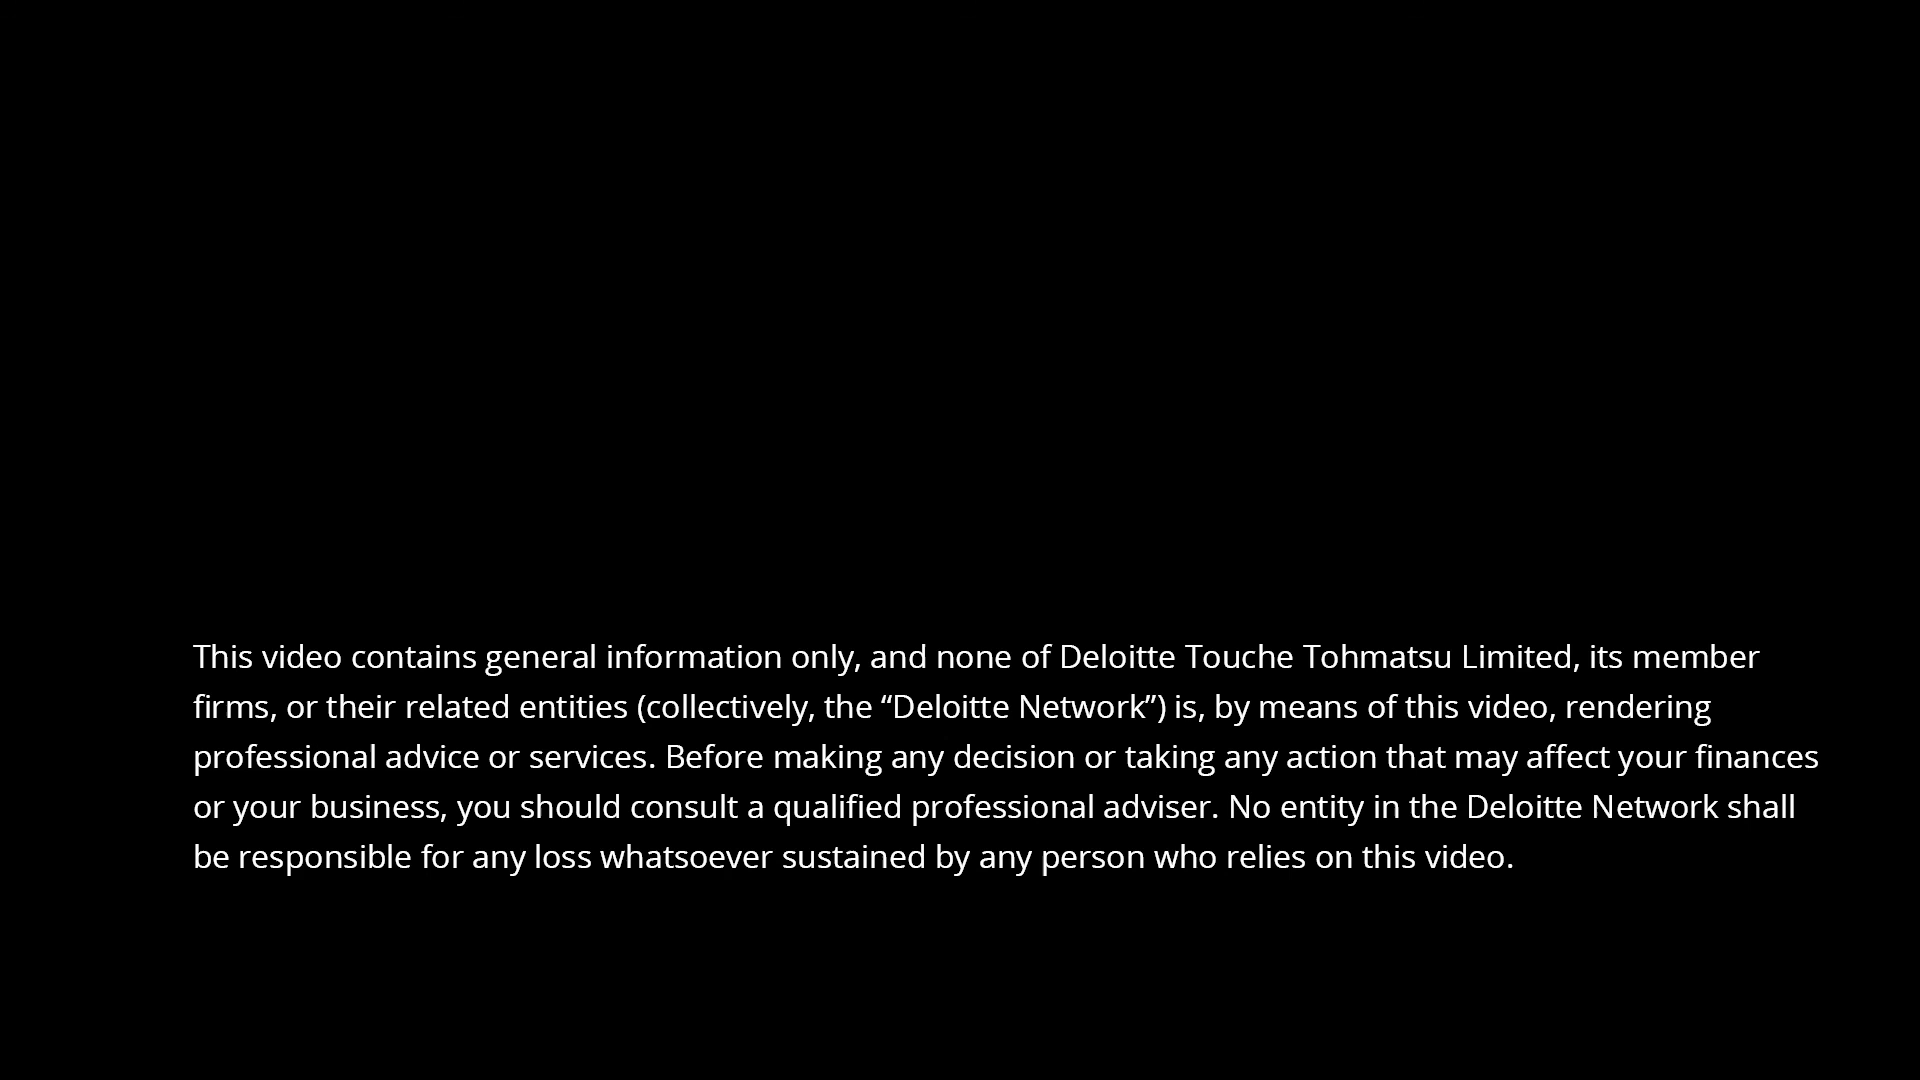 This video contains general information only, and none of Deloitte Touche Tohmatsu Limited, its member
firms, or their related entities (collectively, the “Deloitte Network”) is, by means of this video, rendering
professional advice or services. Before making any decision or taking any action that may affect your finances
or your business, you should consult a qualified professional adviser. No entity in the Deloitte Network shall
be responsible for any loss whatsoever sustained by any person who relies on this video.